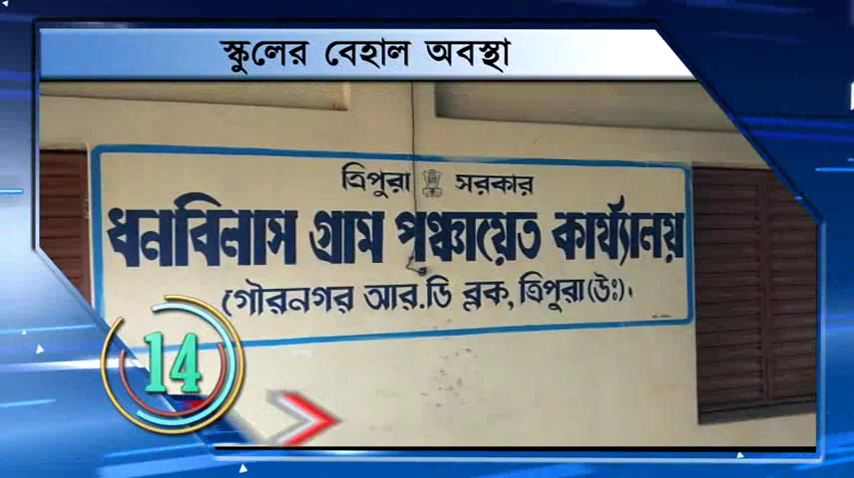 স্কুলের বেহাল অবস্থা
ত্রিপুরা সরকার
ধনবিলাস গ্রাম পঞ্চায়েত কার্য্যালয়
গৌরনগর আর.ডি ব্লক, ত্রিপুরা (উঃ)।
14